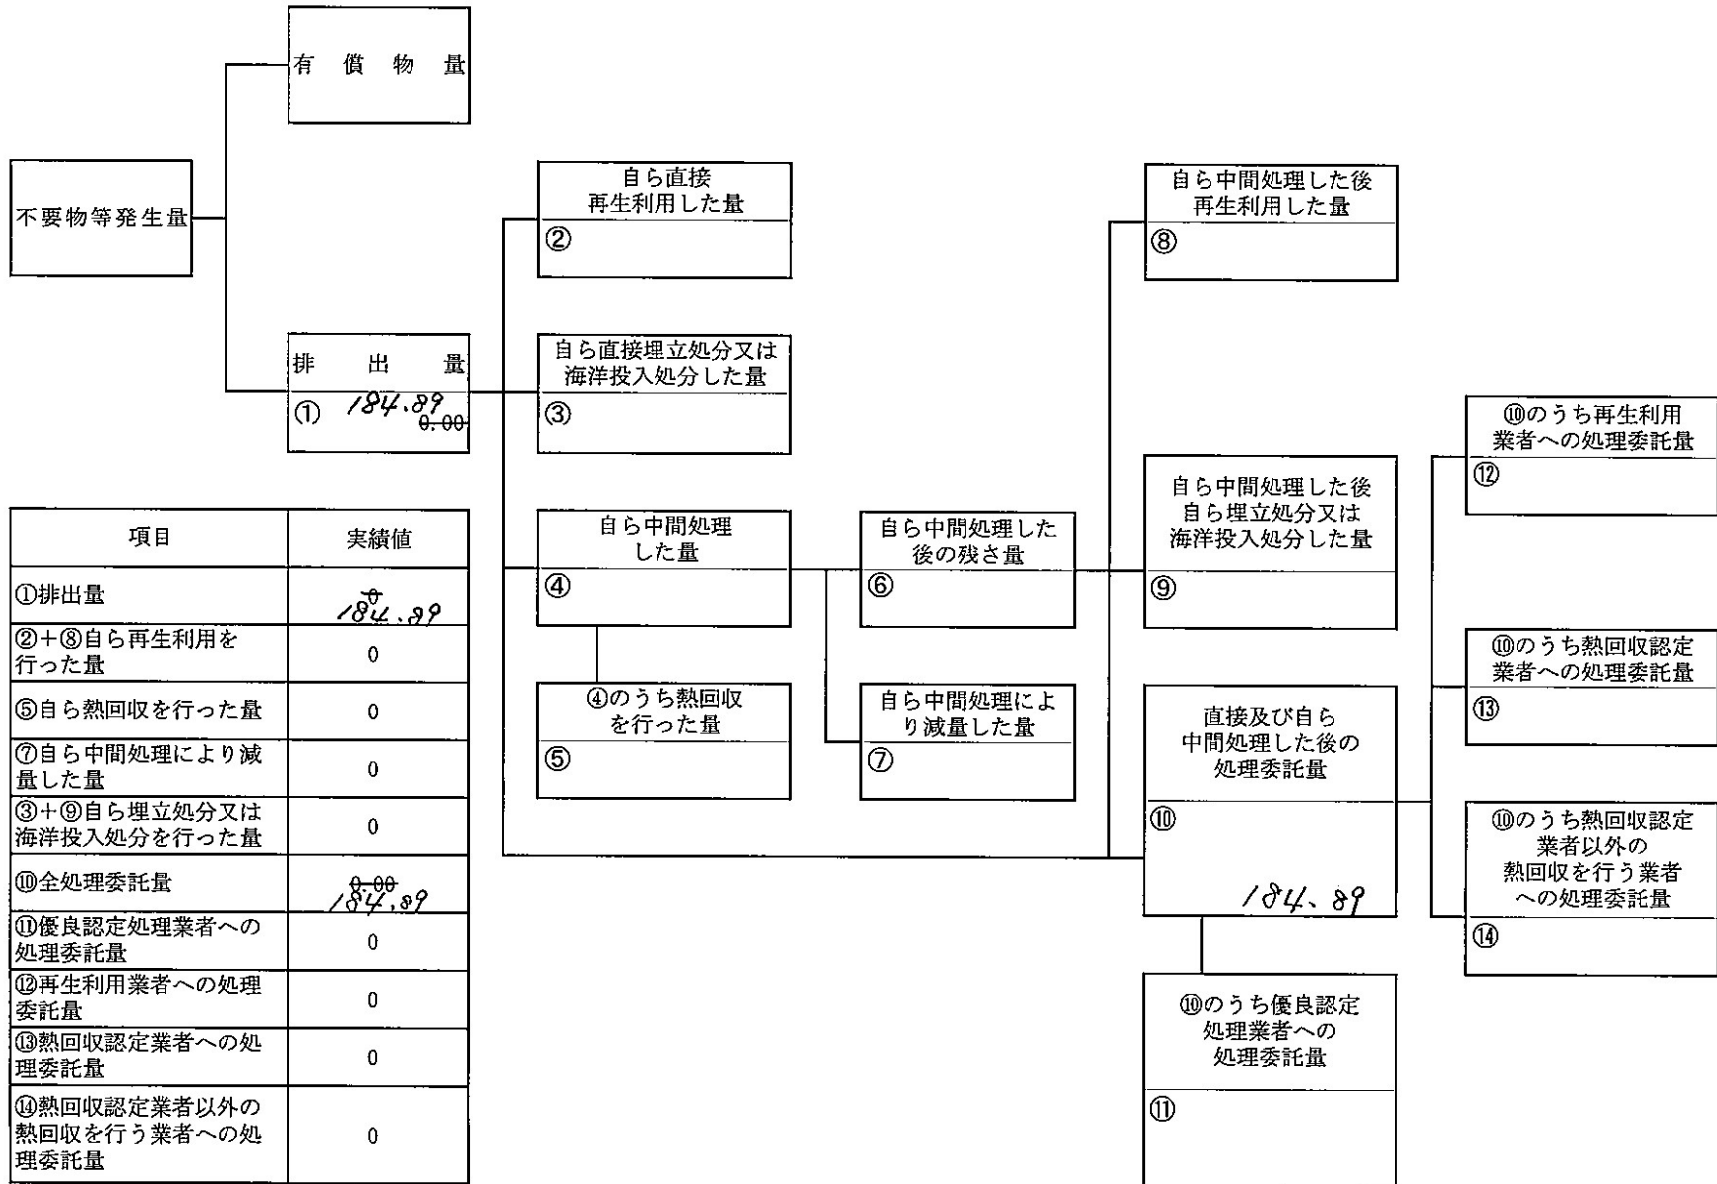 有償物量
不要物等発生量
排出量
① 184.89
0.00
自ら直接
再生利用した量
②
自ら直接埋立処分又は
海洋投入処分した量
③
自ら中間処理
した量
④
④のうち熱回収
を行った量
⑤
自ら中間処理した
後の残さ量
⑥
自ら中間処理によ
り減量した量
⑦
自ら中間処理した後
再生利用した量
⑧
自ら中間処理した後
自ら埋立処分又は
海洋投入処分した量
⑨
直接及び自ら
中間処理した後の
処理委託量
⑩
184.89
⑩のうち優良認定
処理業者への
処理委託量
⑪
⑩のうち再生利用
業者への処理委託量
⑫
⑩のうち熱回収認定
業者への処理委託量
⑬
⑩のうち熱回収認定
業者以外の
熱回収を行う業者
への処理委託量
⑭
項目 実績値
①排出量 0
184.89
②+⑧自ら再生利用を
行った量 0
⑤自ら熱回収を行った量 0
⑦自ら中間処理により減
量した量 0
③+⑨自ら埋立処分又は
海洋投入処分を行った量 0
⑩全処理委託量 0.00
184.89
⑪優良認定処理業者への
処理委託量 0
⑫再生利用業者への処理
委託量 0
⑬熱回収認定業者への処
理委託量 0
⑭熱回収認定業者以外の
熱回収を行う業者への処
理委託量 0